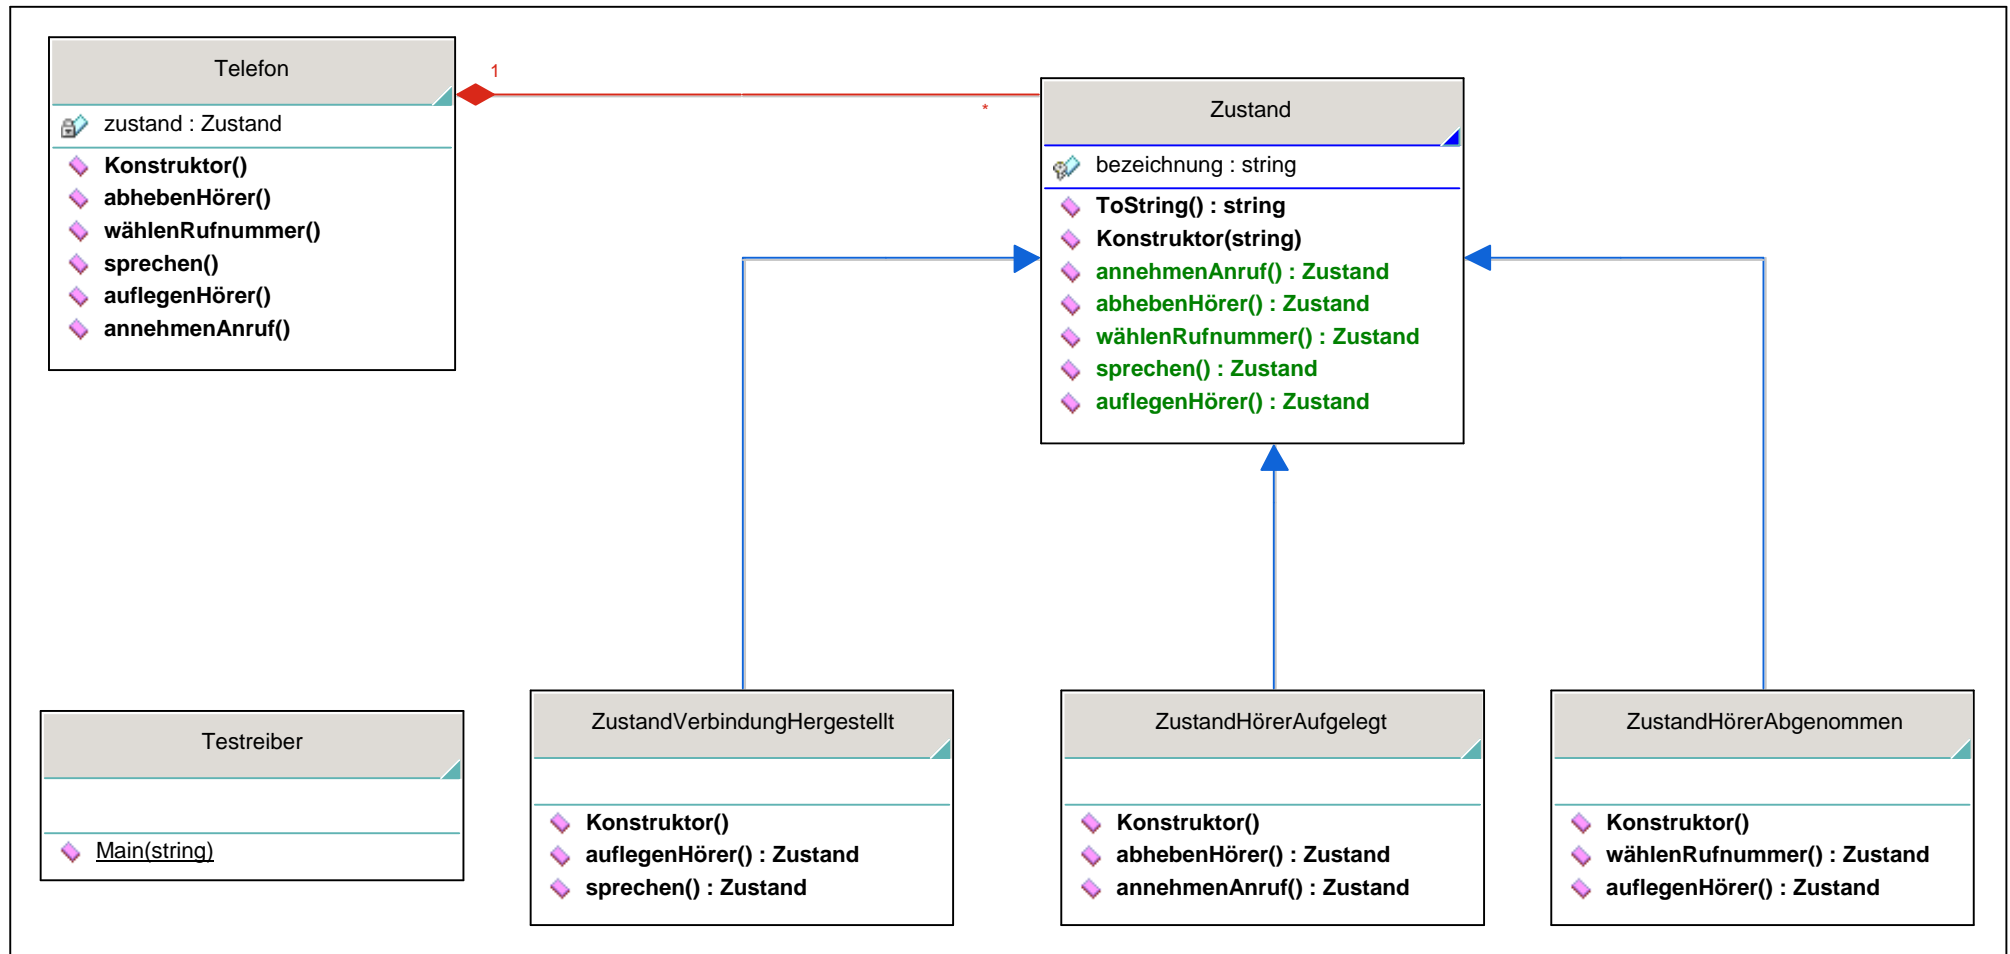 Telefon
zustand : Zustand
Konstruktor()
abhebenHörer()
wählenRufnummer()
sprechen()
auflegenHörer()
annehmenAnruf()
1
*
Zustand
bezeichnung : string
ToString() : string
Konstruktor(string)
annehmenAnruf() : Zustand
abhebenHörer() : Zustand
wählenRufnummer() : Zustand
sprechen() : Zustand
auflegenHörer() : Zustand
Testreiber
Main(string)
ZustandVerbindungHergestellt
Konstruktor()
auflegenHörer() : Zustand
sprechen() : Zustand
ZustandHörerAufgelegt
Konstruktor()
abhebenHörer() : Zustand
annehmenAnruf() : Zustand
ZustandHörerAbgenommen
Konstruktor()
wählenRufnummer() : Zustand
auflegenHörer() : Zustand